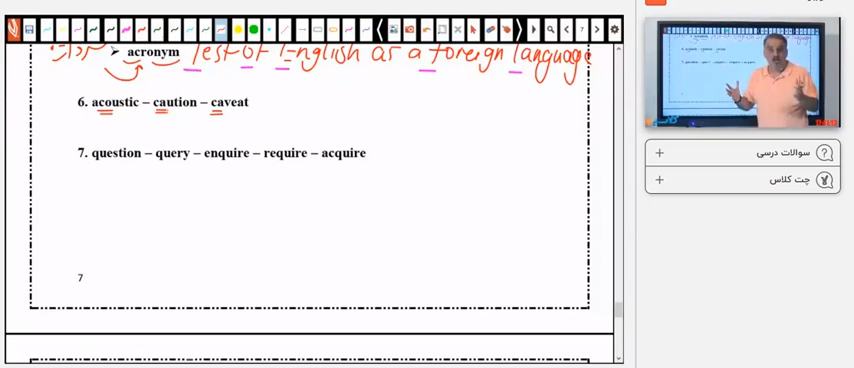 ➤ acronym Test of English as a foreign language
6. acoustic – caution – caveat
7. question – query – enquire – require – acquire
7
سوالات درسی
چت کلاس